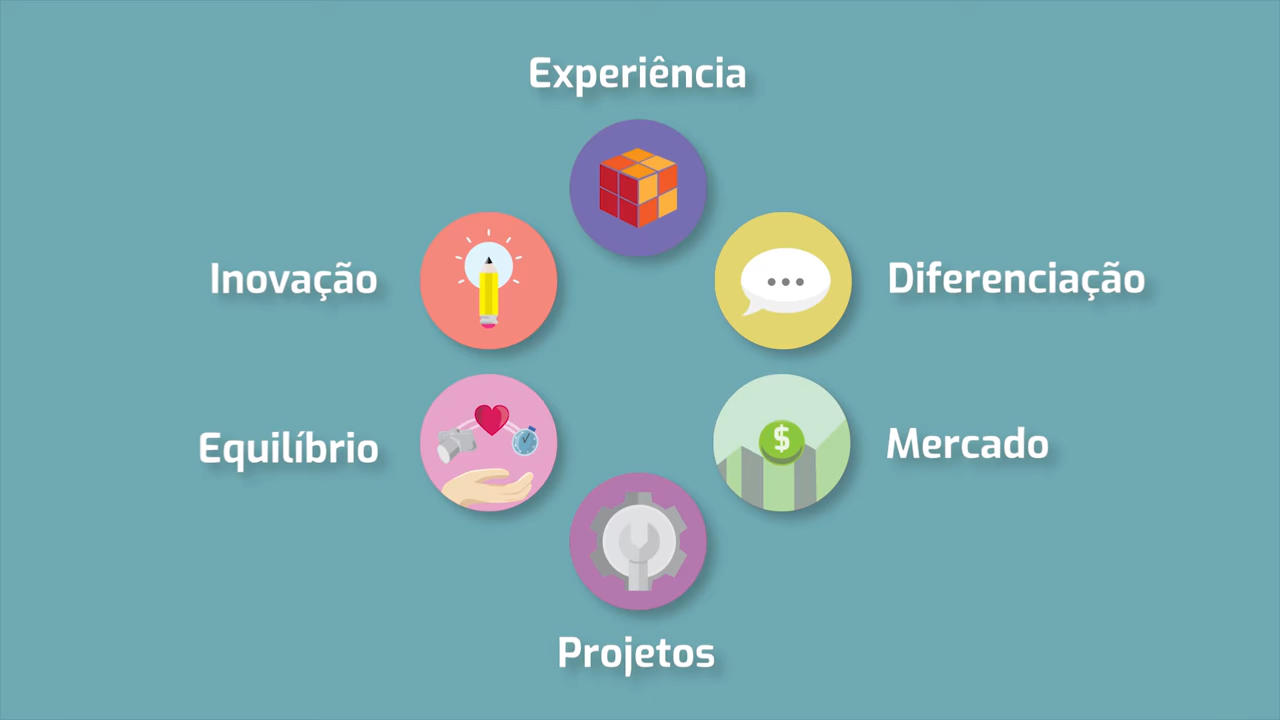 Experiência
Inovação
Diferenciação
Equilíbrio
$
Mercado
Projetos